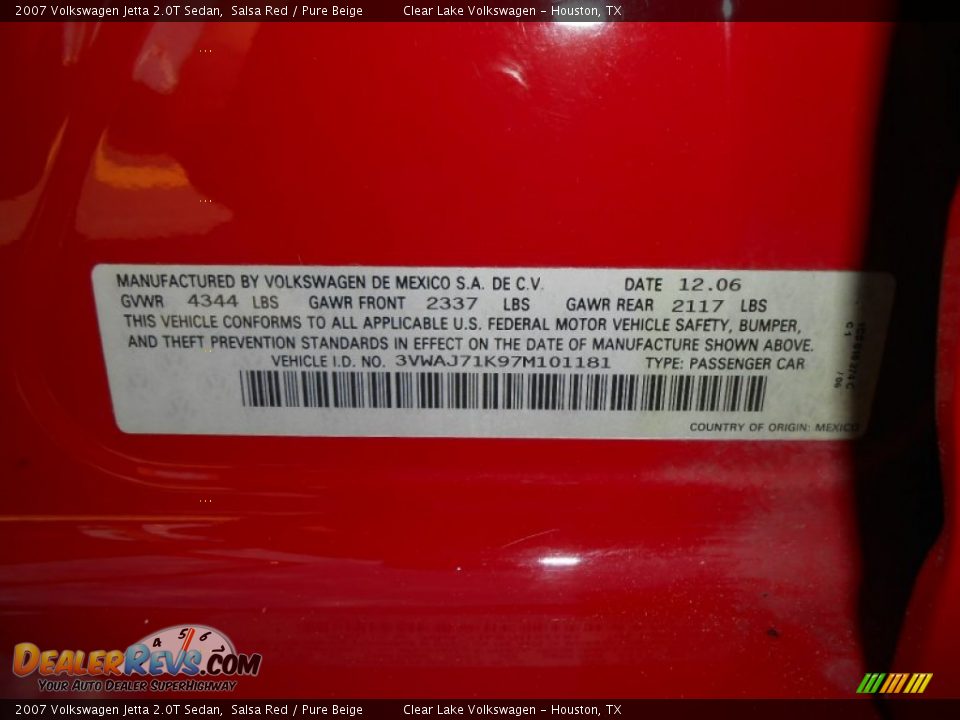 2007 Volkswagen Jetta 2.0T Sedan, Salsa Red / Pure Beige Clear Lake Volkswagen - Houston, TX
MANUFACTURED BY VOLKSWAGEN DE MEXICO S.A. DE C.V. DATE 12.06
GVWR 4344 LBS GAWR FRONT 2337 LBS GAWR REAR 2117 LBS
THIS VEHICLE CONFORMS TO ALL APPLICABLE U.S. FEDERAL MOTOR VEHICLE SAFETY, BUMPER,
AND THEFT PREVENTION STANDARDS IN EFFECT ON THE DATE OF MANUFACTURE SHOWN ABOVE.
VEHICLE I.D. NO. 3VWAJ71K97M101181 TYPE: PASSENGER CAR
COUNTRY OF ORIGIN: MEXICO
4 5 6 7
DEALERREVS.COM
YOUR AUTO DEALER SUPERHIGHWAY
2007 Volkswagen Jetta 2.0T Sedan, Salsa Red / Pure Beige Clear Lake Volkswagen - Houston, TX